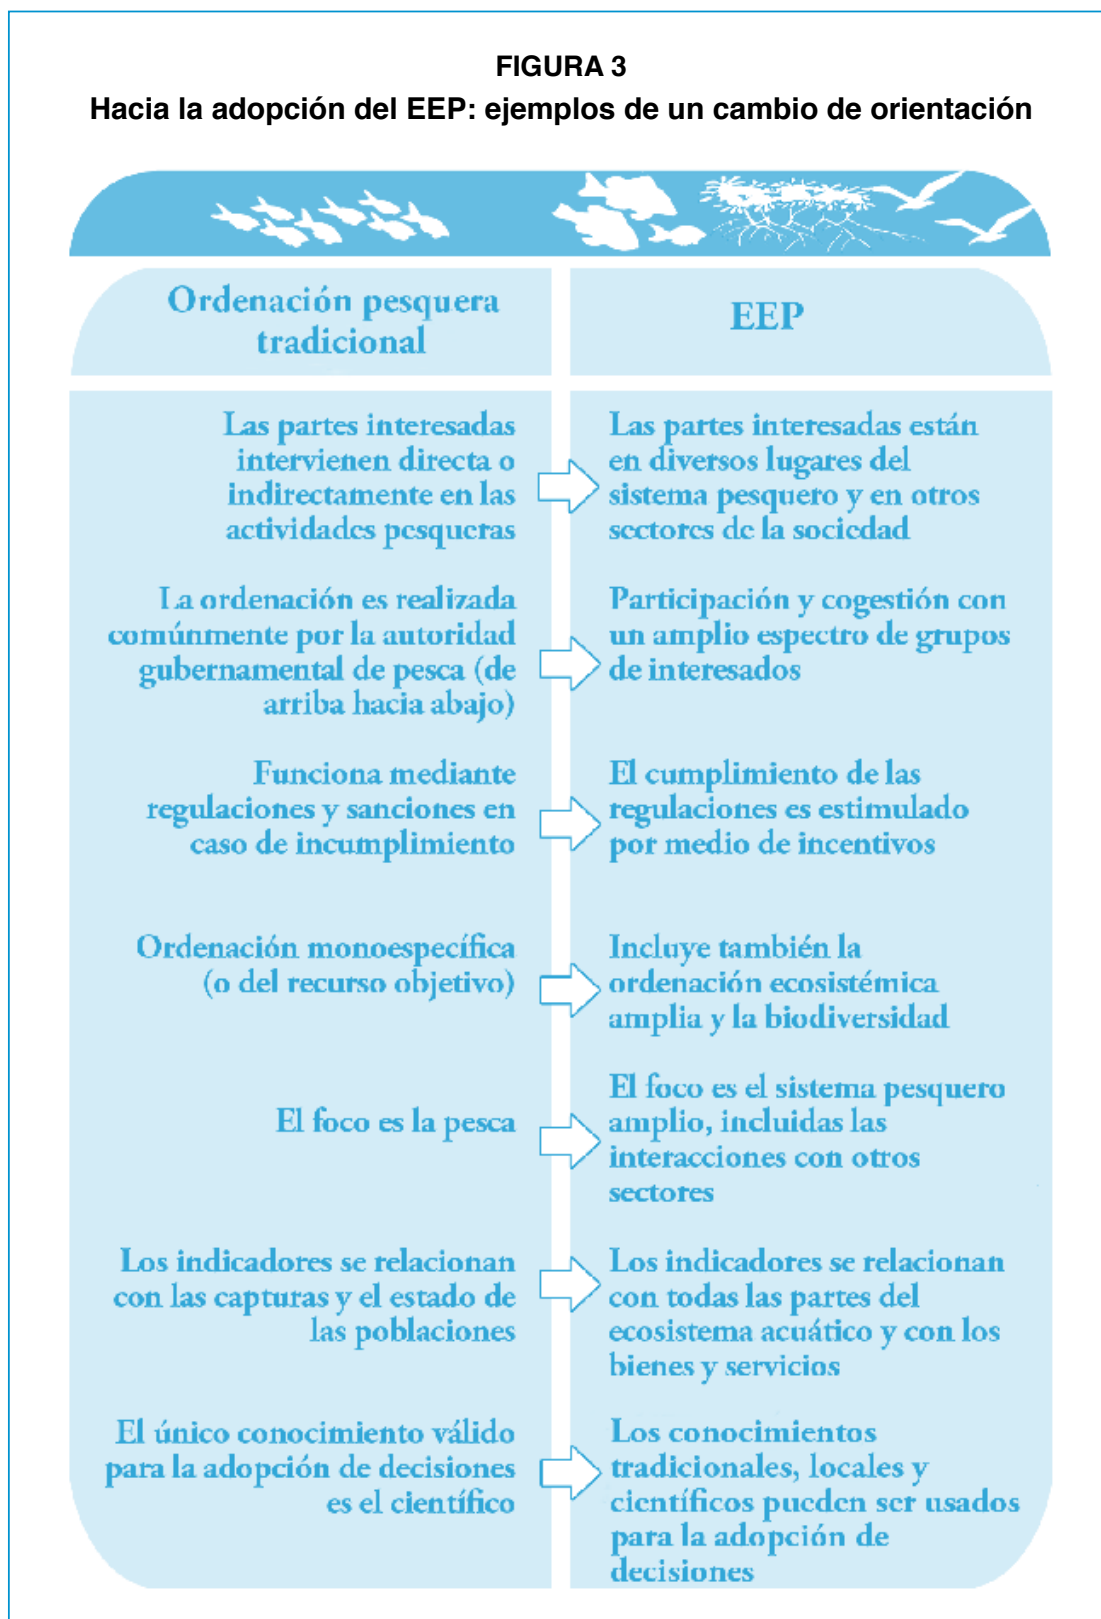 FIGURA 3
Hacia la adopción del EEP: ejemplos de un cambio de orientación
Ordenación pesquera
tradicional
EEP
Las partes interesadas
intervienen directa o
indirectamente en las
actividades pesqueras
Las partes interesadas están
en diversos lugares del
sistema pesquero y en otros
sectores de la sociedad
La ordenación es realizada
comúnmente por la autoridad
gubernamental de pesca (de
arriba hacia abajo)
Participación y cogestión con
un amplio espectro de grupos
de interesados
Funciona mediante
regulaciones y sanciones en
caso de incumplimiento
El cumplimiento de las
regulaciones es estimulado
por medio de incentivos
Ordenación monoespecífica
(o del recurso objetivo)
Incluye también la
ordenación ecosistémica
amplia y la biodiversidad
El foco es la pesca
El foco es el sistema pesquero
amplio, incluidas las
interacciones con otros
sectores
Los indicadores se relacionan
con las capturas y el estado de
las poblaciones
Los indicadores se relacionan
con todas las partes del
ecosistema acuático y con los
bienes y servicios
El único conocimiento válido
para la adopción de decisiones
es el científico
Los conocimientos
tradicionales, locales y
científicos pueden ser usados
para la adopción de
decisiones